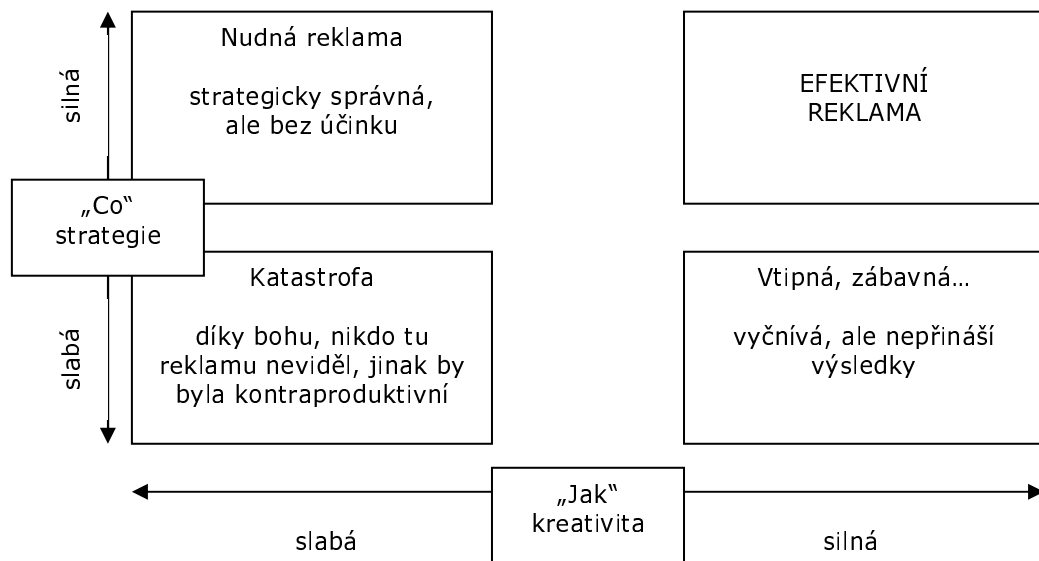 Nudná reklama
strategicky správná,
ale bez účinku
EFEKTIVNÍ
REKLAMA
silná
„Co“
strategie
slabá
Katastrofa
díky bohu, nikdo tu
reklamu neviděl, jinak by
byla kontraproduktivní
Vtipná, zábavná…
vyčnívá, ale nepřináší
výsledky
„Jak“
kreativita
slabá
silná